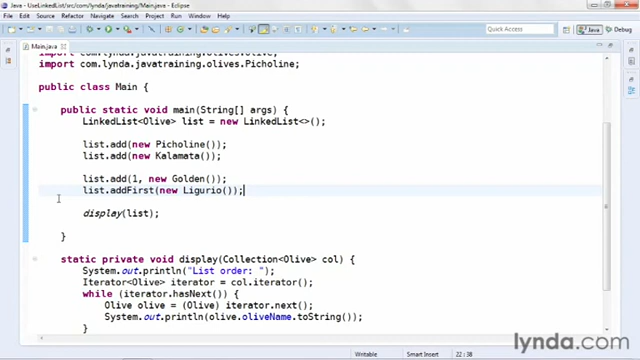 Java - UseLinkedList/src/com/lynda/javatraining/Main.java - Eclipse
File Edit Source Refactor Navigate Search Project Run Window Help
Quick Access
Java
Debug
Main.java
import com.lynda.javatraining.olives.Picholine;
public class Main {
public static void main(String[] args) {
LinkedList<Olive> list = new LinkedList<>();
list.add(new Picholine());
list.add(new Kalamata());
list.add(1, new Golden());
list.addFirst(new Ligurio());
display(list);
}
static private void display(Collection<Olive> col) {
System.out.println("List order: ");
Iterator<Olive> iterator = col.iterator();
while (iterator.hasNext()) {
Olive olive = (Olive) iterator.next();
System.out.println(olive.oliveName.toString());
}
Writable
Smart Insert
22 : 38
lynda.com